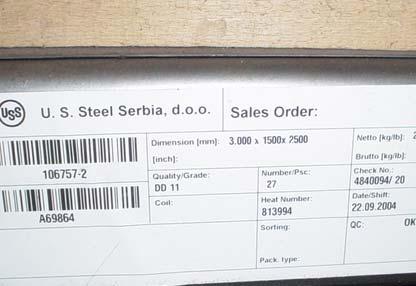 USS U. S. Steel Serbia, d.o.o. Sales Order:
Dimension [mm]: 3.000 x 1500x 2500 Netto [kg/lb]: 2
[inch]: Brutto [kg/lb]:
106757-2
Quality/Grade: Number/Psc: Check No.:
DD 11 27 4840094/ 20
Coil: Heat Number: Date/Shift:
813994 22.09.2004
A69864
Sorting: QC: OK
Pack. type: